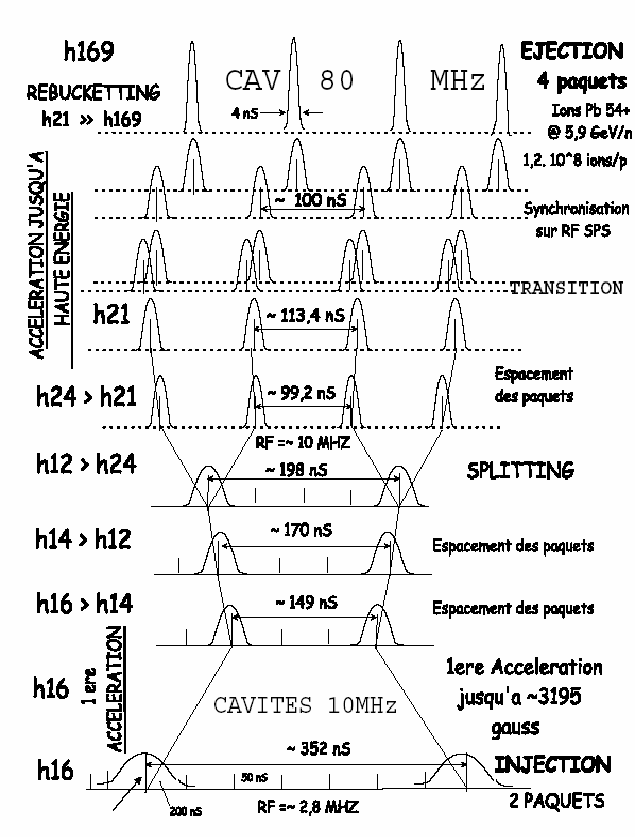 h169
CAV 80 MHz
EJECTION
4 paquets
REBUCKETTING
h21 » h169
4 nS
Ions Pb 54+
@ 5,9 GeV/n
1,2. 10^8 ions/p
ACCELERATION JUSQU'A
HAUTE ENERGIE
~ 100 nS
Synchronisation
sur RF SPS
TRANSITION
h21
~ 113,4 nS
h24 > h21
~ 99,2 nS
Espacement
des paquets
RF =~ 10 MHZ
h12 > h24
~ 198 nS
SPLITTING
h14 > h12
~ 170 nS
Espacement des paquets
h16 > h14
~ 149 nS
Espacement des paquets
h16
1 ere
ACCELERATION
CAVITES 10MHz
1ere Acceleration
jusqu'a ~3195
gauss
~ 352 nS
h16
50 nS
INJECTION
200 nS
RF =~ 2,8 MHZ
2 PAQUETS